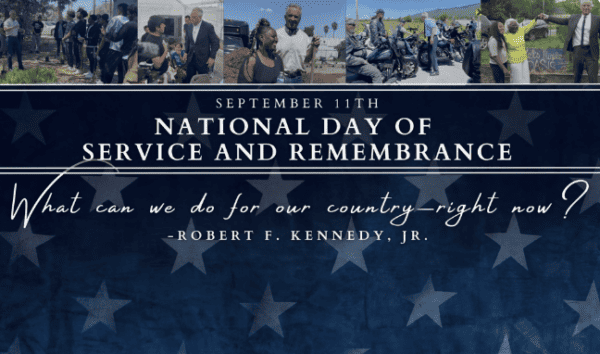 SEPTEMBER 11TH
NATIONAL DAY OF
SERVICE AND REMEMBRANCE
What can we do for our country—right now?
-ROBERT F. KENNEDY, JR.